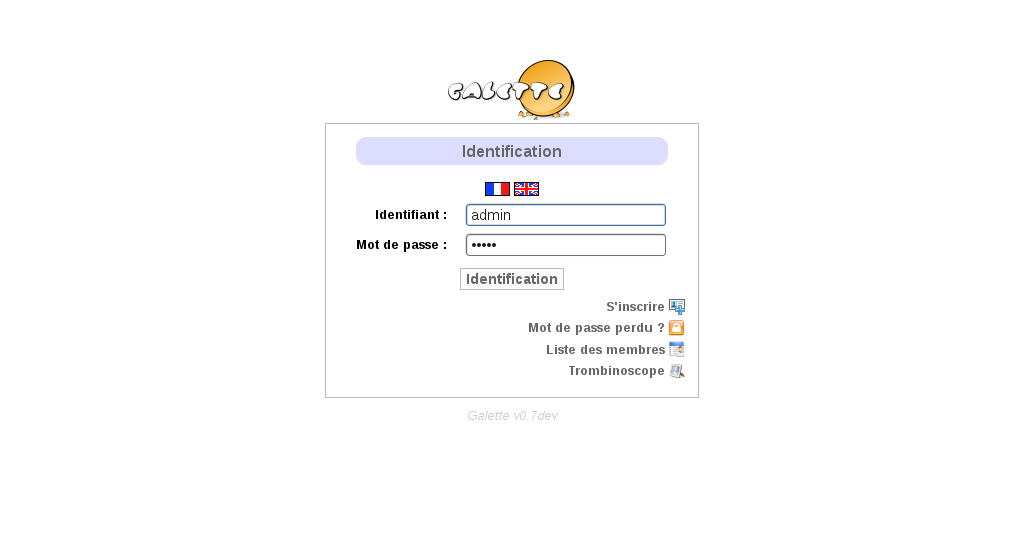 GALETTE
Identification
Identifiant : admin
Mot de passe : •••••
Identification
S'inscrire
Mot de passe perdu ?
Liste des membres
Trombinoscope
Galette v0.7dev